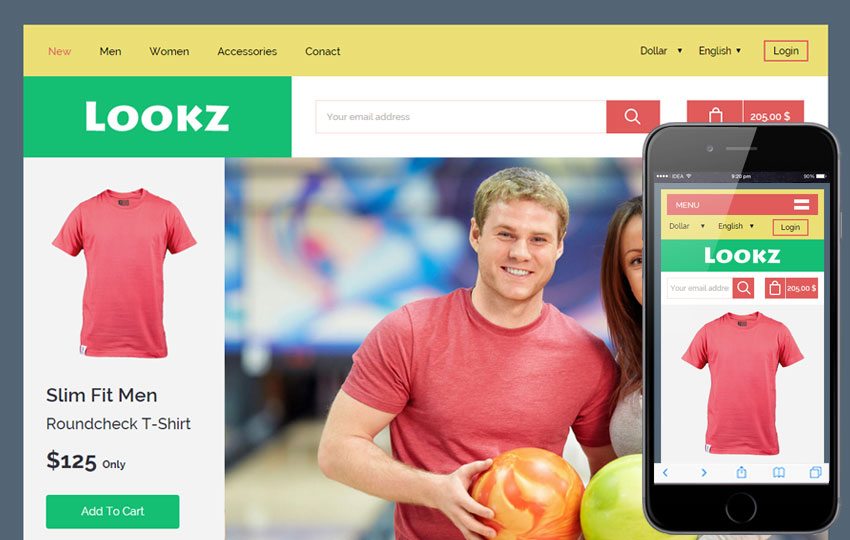 New Men Women Accessories Conact Dollar English Login
LOOKZ
Your email address
205.00 $
Slim Fit Men
Roundcheck T-Shirt
$125 Only
Add To Cart
IDEA 9:20 pm 90%
MENU
Dollar English Login
LOOKZ
Your email addre 205.00 $